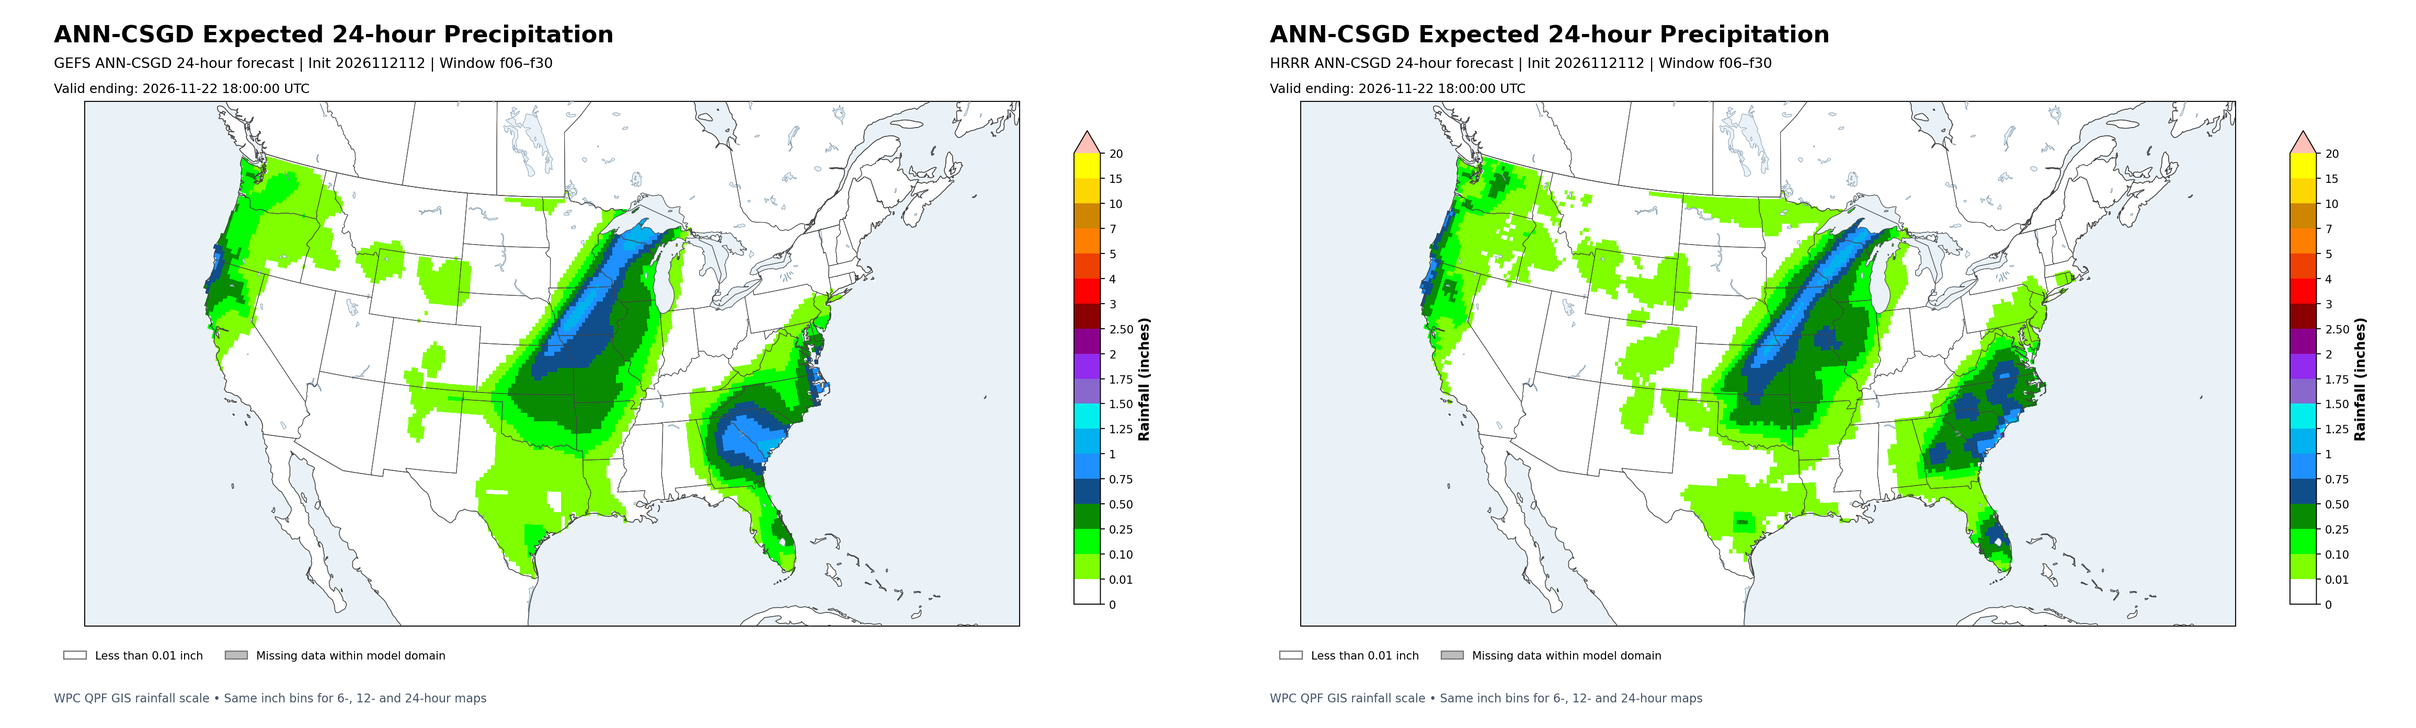 ANN-CSGD Expected 24-hour Precipitation
GEFS ANN-CSGD 24-hour forecast | Init 2026112112 | Window f06–f30
Valid ending: 2026-11-22 18:00:00 UTC
20
15
10
7
5
4
3
2.50
2
1.75
1.50
1.25
1
0.75
0.50
0.25
0.10
0.01
0
Rainfall (inches)
Less than 0.01 inch
Missing data within model domain
WPC QPF GIS rainfall scale • Same inch bins for 6-, 12- and 24-hour maps
ANN-CSGD Expected 24-hour Precipitation
HRRR ANN-CSGD 24-hour forecast | Init 2026112112 | Window f06–f30
Valid ending: 2026-11-22 18:00:00 UTC
20
15
10
7
5
4
3
2.50
2
1.75
1.50
1.25
1
0.75
0.50
0.25
0.10
0.01
0
Rainfall (inches)
Less than 0.01 inch
Missing data within model domain
WPC QPF GIS rainfall scale • Same inch bins for 6-, 12- and 24-hour maps